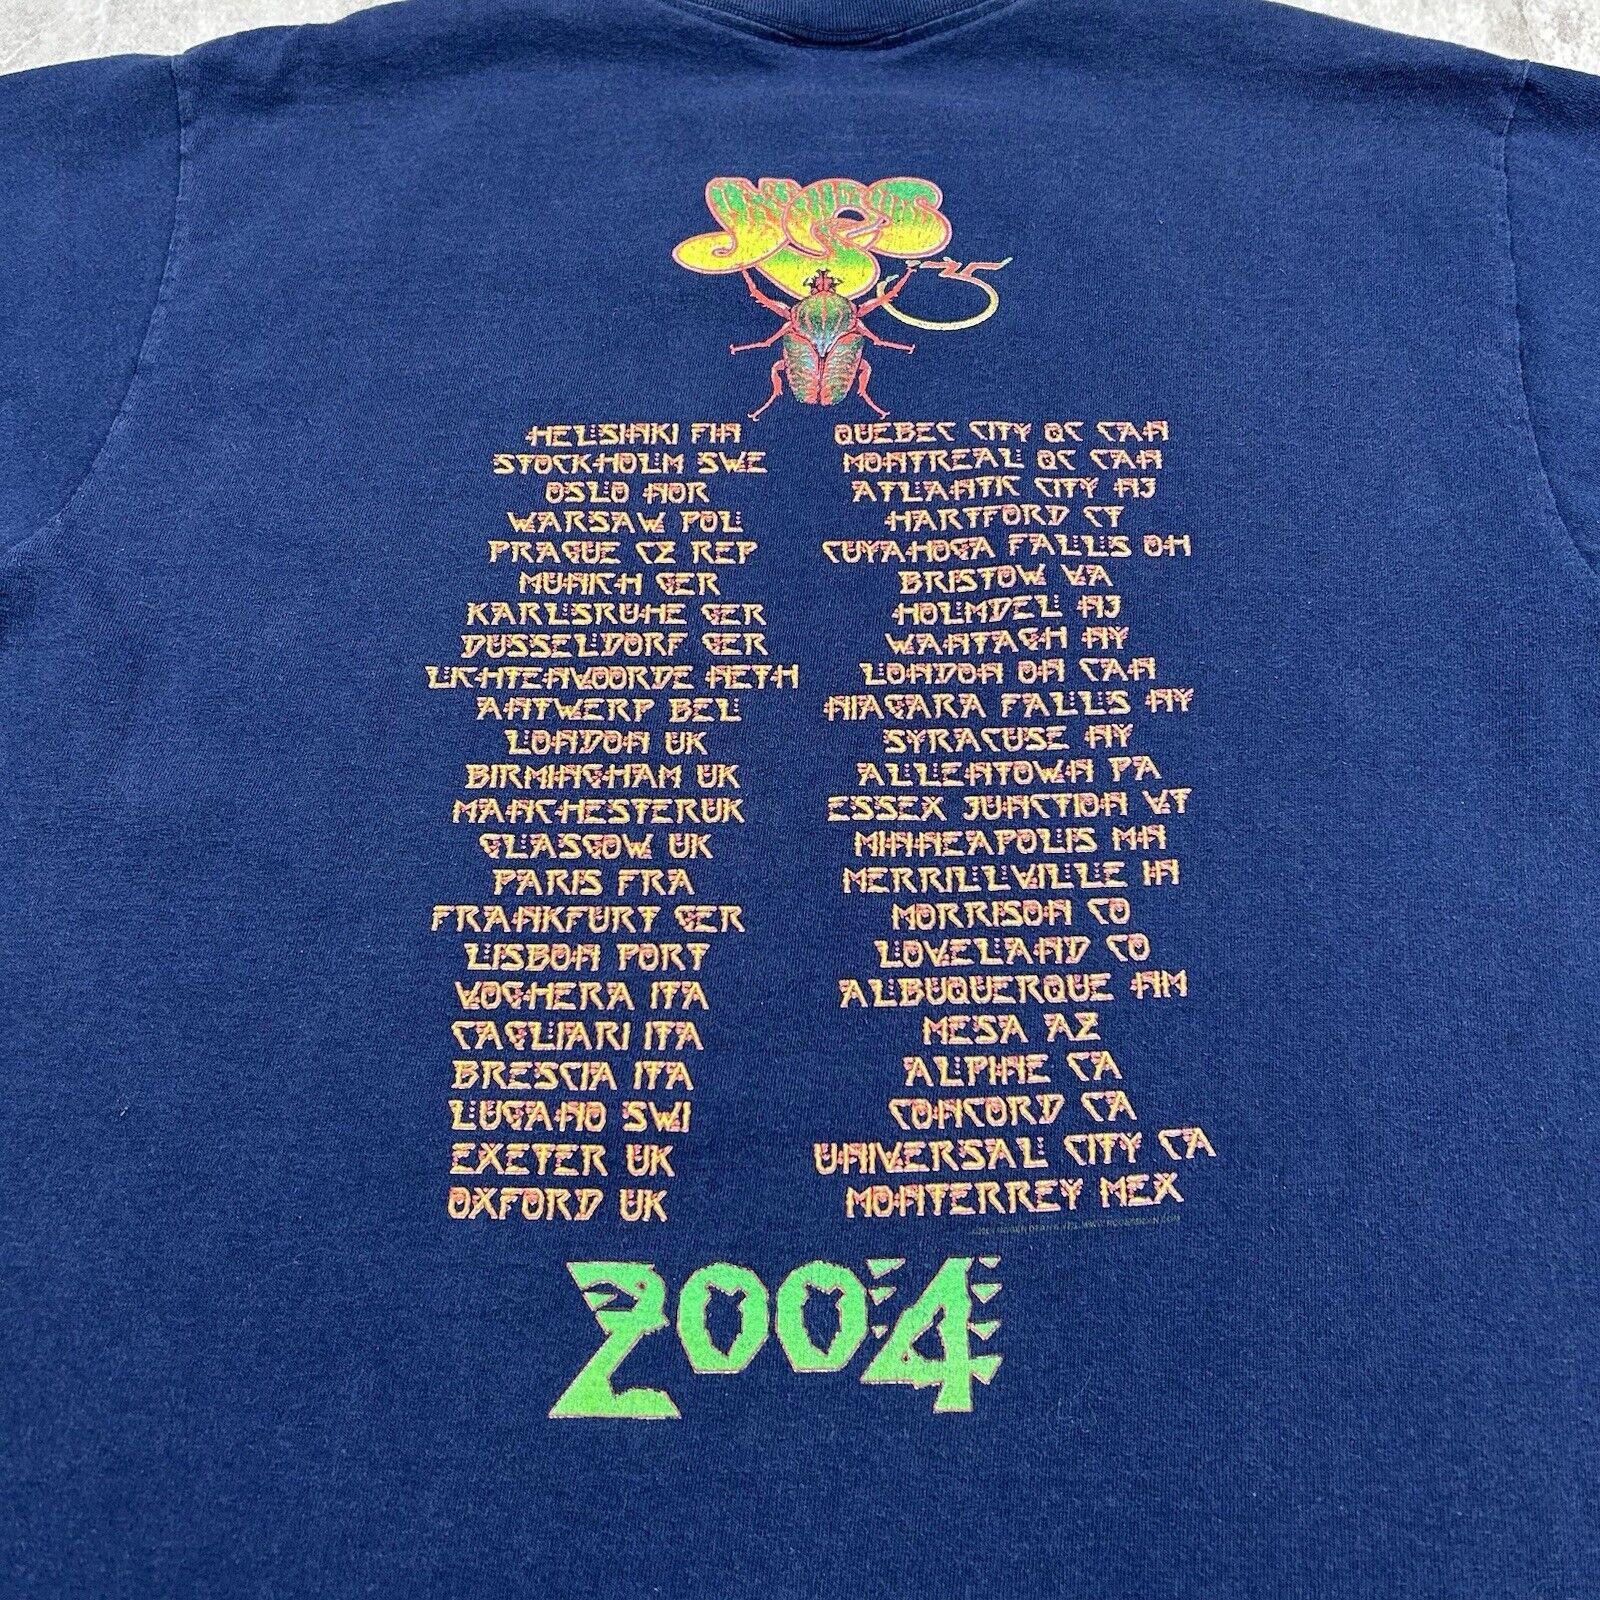 Yes
35
HELSINKI FIN
STOCKHOLM SWE
OSLO NOR
WARSAW POL
PRAGUE CZ REP
MUNICH GER
KARLSRUHE GER
DUSSELDORF GER
LICHTENVOORDE NETH
ANTWERP BEL
LONDON UK
BIRMINGHAM UK
MANCHESTER UK
GLASGOW UK
PARIS FRA
FRANKFURT GER
LISBON PORT
VOGHERA ITA
CAGLIARI ITA
BRESCIA ITA
LUGANO SWI
EXETER UK
OXFORD UK
QUEBEC CITY QC CAN
MONTREAL QC CAN
ATLANTIC CITY NJ
HARTFORD CT
CUYAHOGA FALLS OH
BRISTOW VA
HOLMDEL NJ
WANTAGH NY
LONDON ON CAN
NIAGARA FALLS NY
SYRACUSE NY
ALLENTOWN PA
ESSEX JUNCTION VT
MINNEAPOLIS MN
MERRILLVILLE IN
MORRISON CO
LOVELAND CO
ALBUQUERQUE NM
MESA AZ
ALPINE CA
CONCORD CA
UNIVERSAL CITY CA
MONTERREY MEX
2004